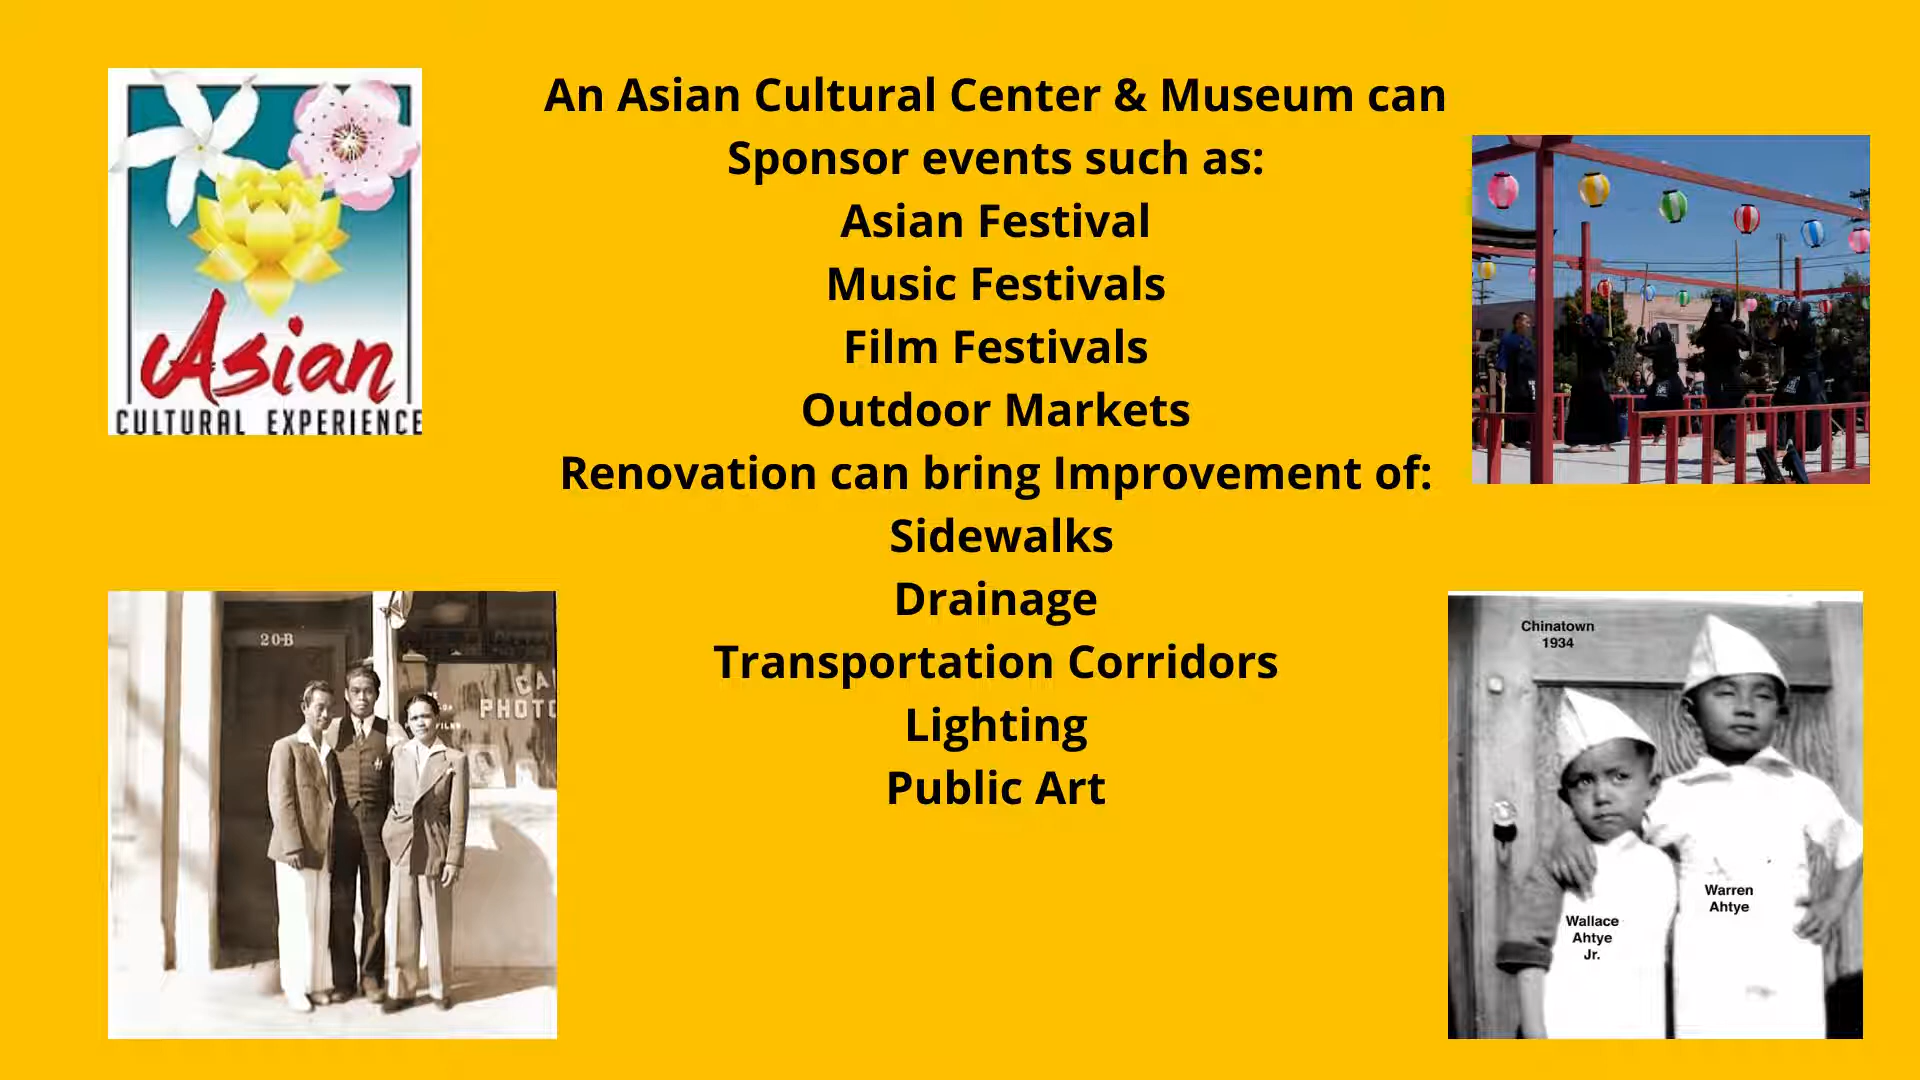 An Asian Cultural Center & Museum can
Sponsor events such as:
Asian Festival
Music Festivals
Film Festivals
Outdoor Markets
Renovation can bring Improvement of:
Sidewalks
Drainage
Transportation Corridors
Lighting
Public Art
Asian
CULTURAL EXPERIENCE
20-B
CA
PHOTO
FILMS
Chinatown
1934
Warren
Ahtye
Wallace
Ahtye
Jr.